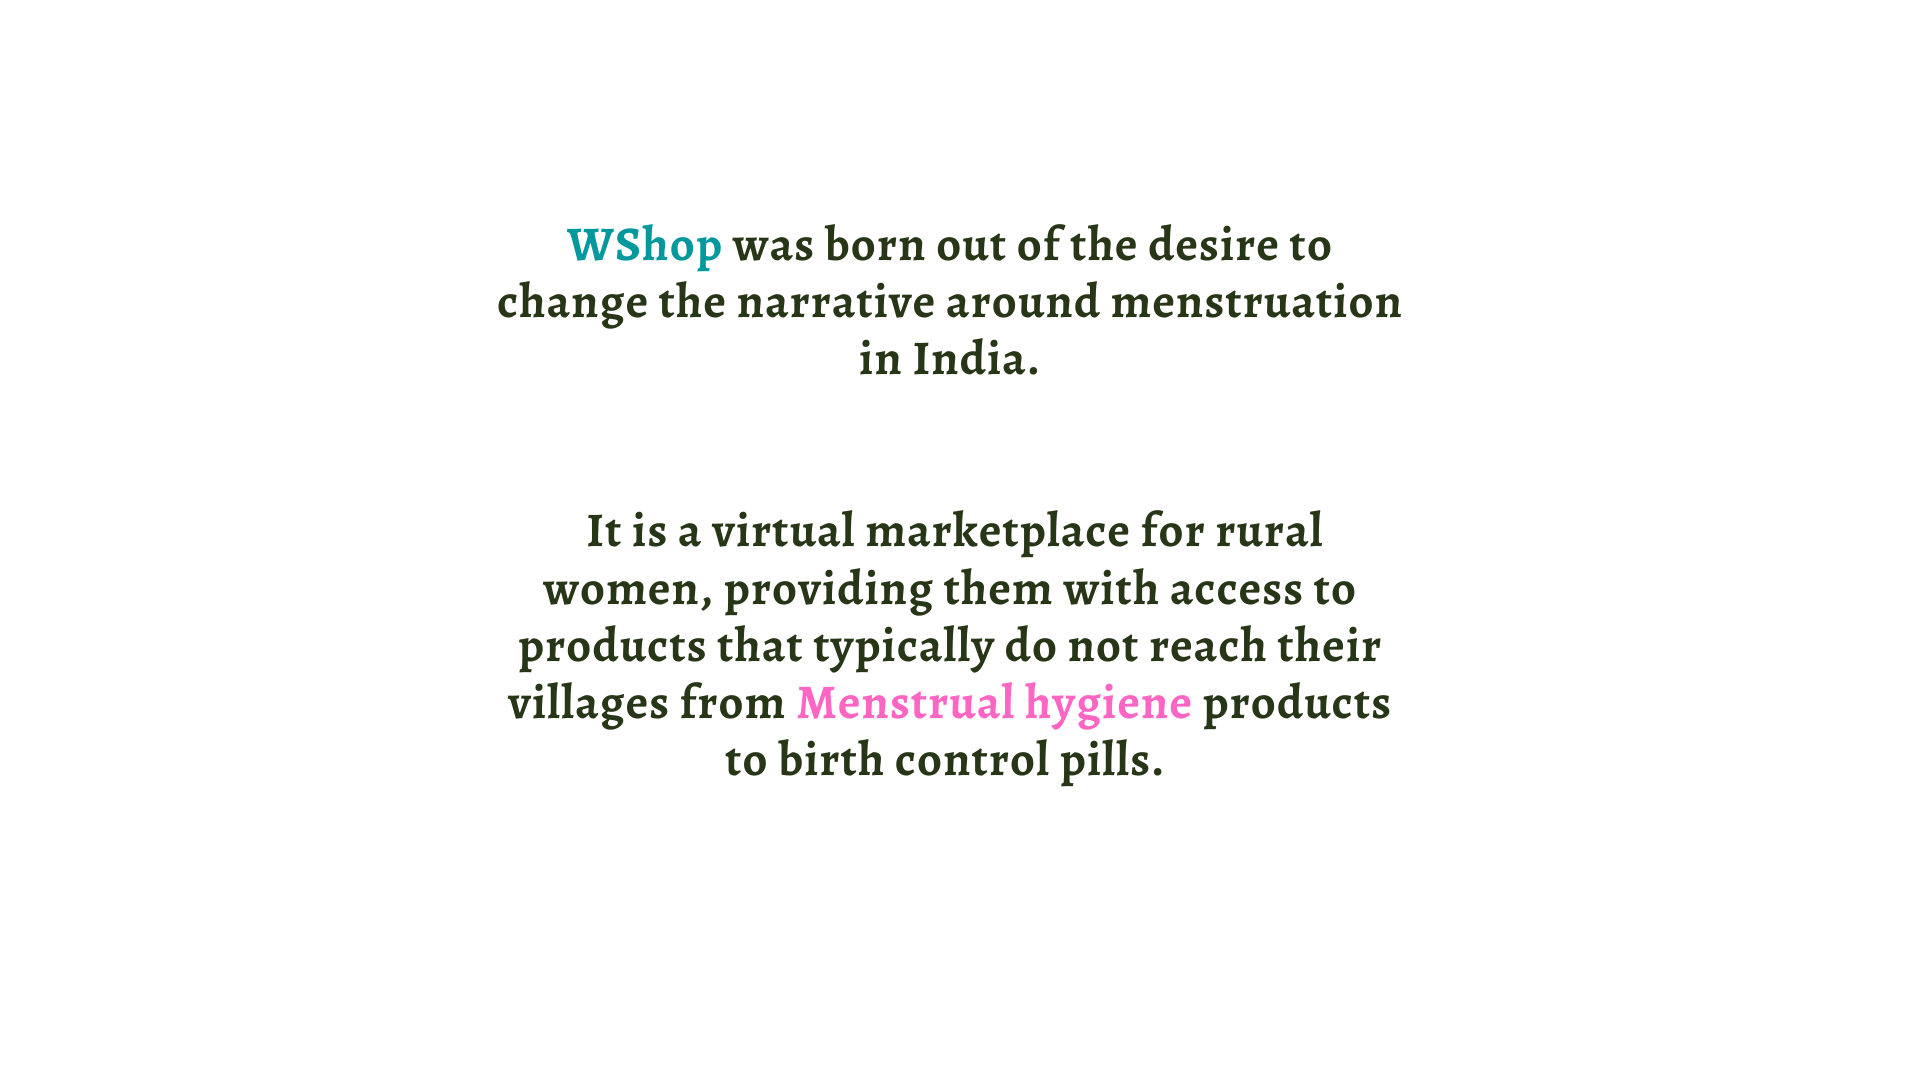 WShop was born out of the desire to
change the narrative around menstruation
in India.
It is a virtual marketplace for rural
women, providing them with access to
products that typically do not reach their
villages from Menstrual hygiene products
to birth control pills.